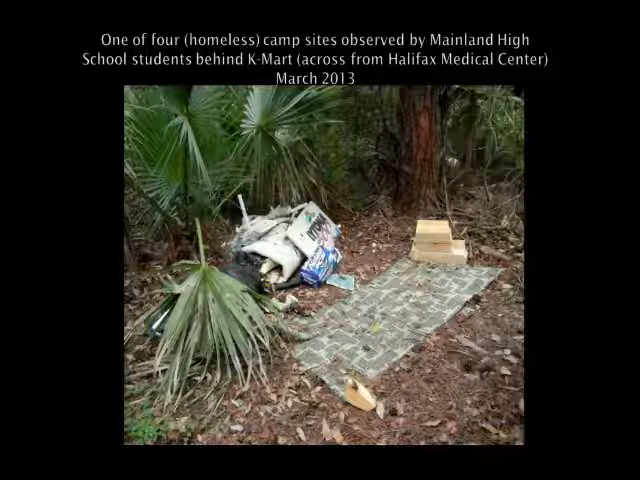 One of four (homeless) camp sites observed by Mainland High
School students behind K-Mart (across from Halifax Medical Center)
March 2013